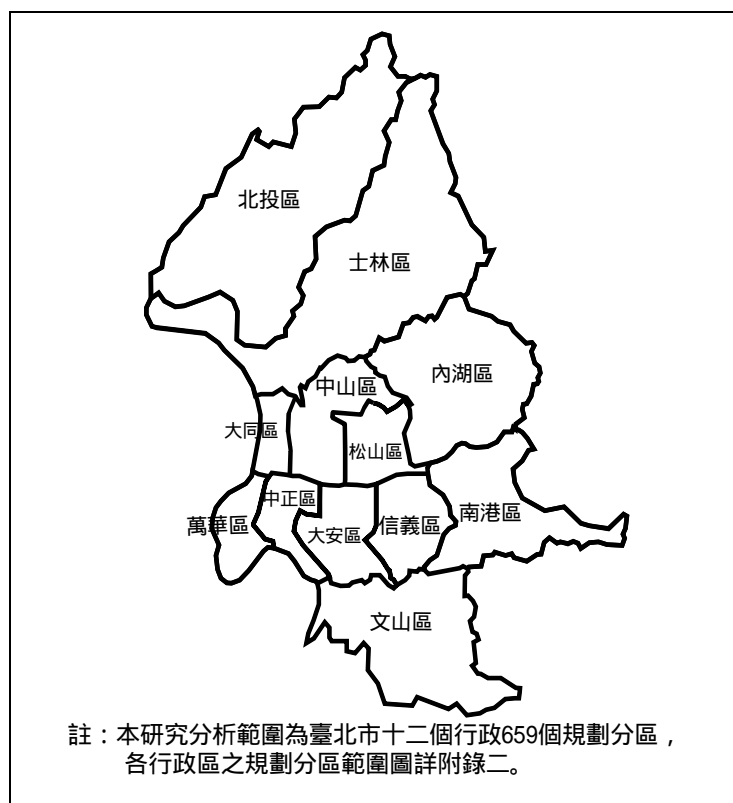 北投區
士林區
內湖區
中山區
大同區
松山區
中正區
萬華區
大安區
信義區
南港區
文山區
註：本研究分析範圍為臺北市十二個行政659個規劃分區，
各行政區之規劃分區範圍圖詳附錄二。